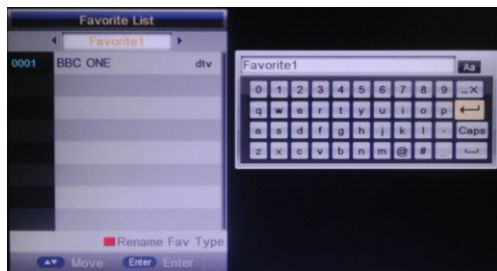 Favorite List
Favorite1
0001 BBC ONE dtv
Rename Fav Type
Move Enter Enter
Favorite1 Aa
0 1 2 3 4 5 6 7 8 9 _X
q w e r t y u i o p
a s d f g h j k l - Caps
z x c v b n m @ # _